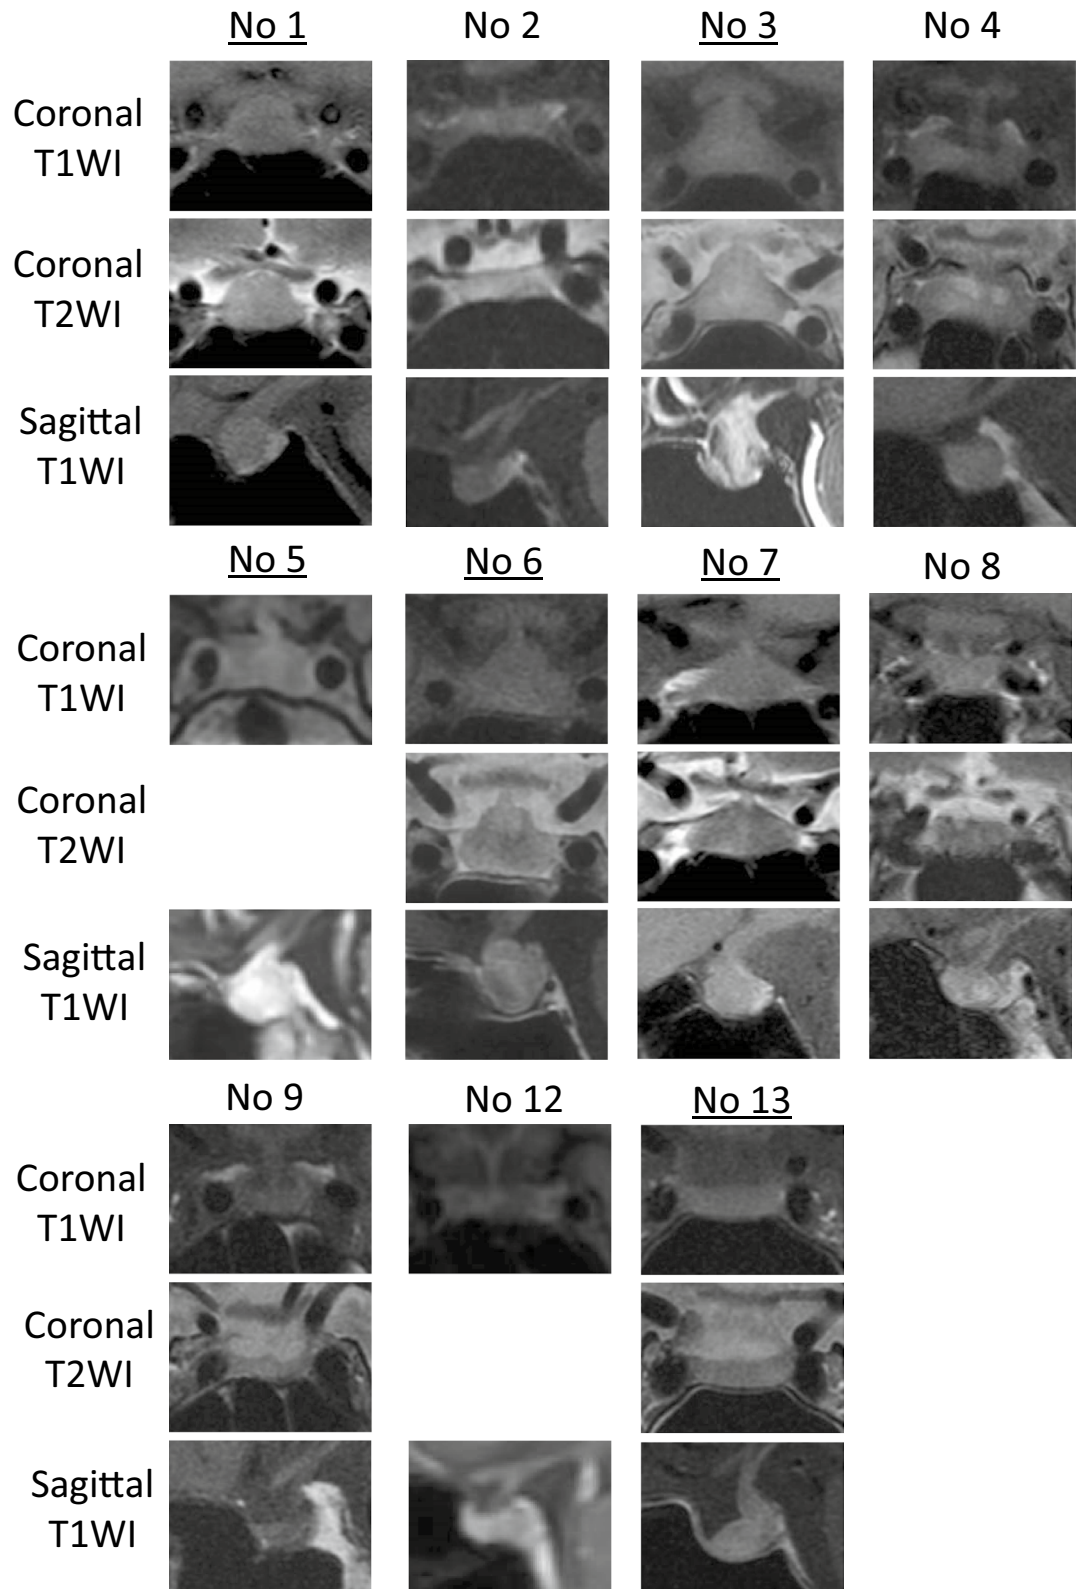 No 1 No 2 No 3 No 4
Coronal
T1WI
Coronal
T2WI
Sagittal
T1WI
No 5 No 6 No 7 No 8
Coronal
T1WI
Coronal
T2WI
Sagittal
T1WI
No 9 No 12 No 13
Coronal
T1WI
Coronal
T2WI
Sagittal
T1WI